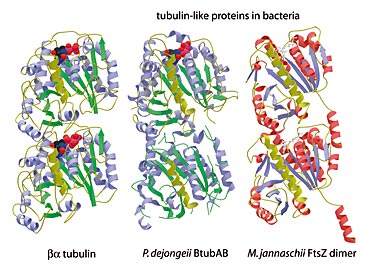 tubulin-like proteins in bacteria
βα tubulin
P. dejongeii BtubAB
M. jannaschii FtsZ dimer